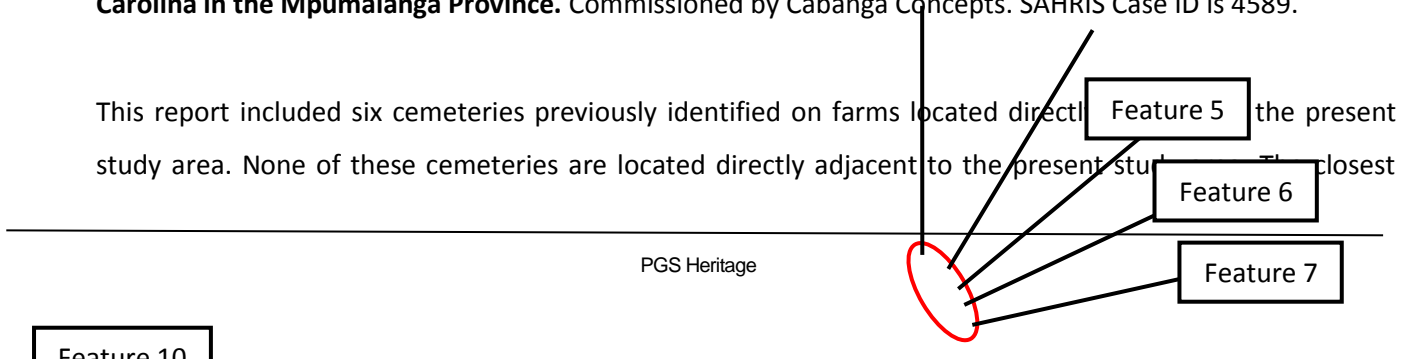 Carolina in the Mpumalanga Province. Commissioned by Cabanga Concepts. SAHRIS Case ID is 4589.
This report included six cemeteries previously identified on farms located the present
study area. None of these cemeteries are located directly adjacent to the present closest
Feature 5
Feature 6
PGS Heritage
Feature 7
Feature 10